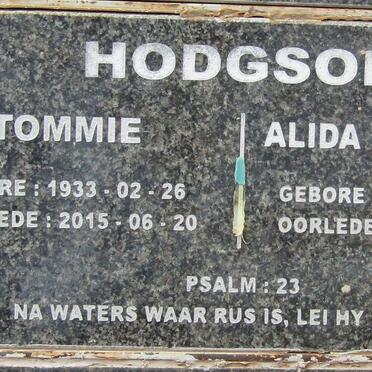 HODGSO
TOMMIE ALIDA
RE : 1933 - 02 - 26 GEBORE
EDE : 2015 - 06 - 20 OORLEDE
PSALM : 23
NA WATERS WAAR RUS IS, LEI HY